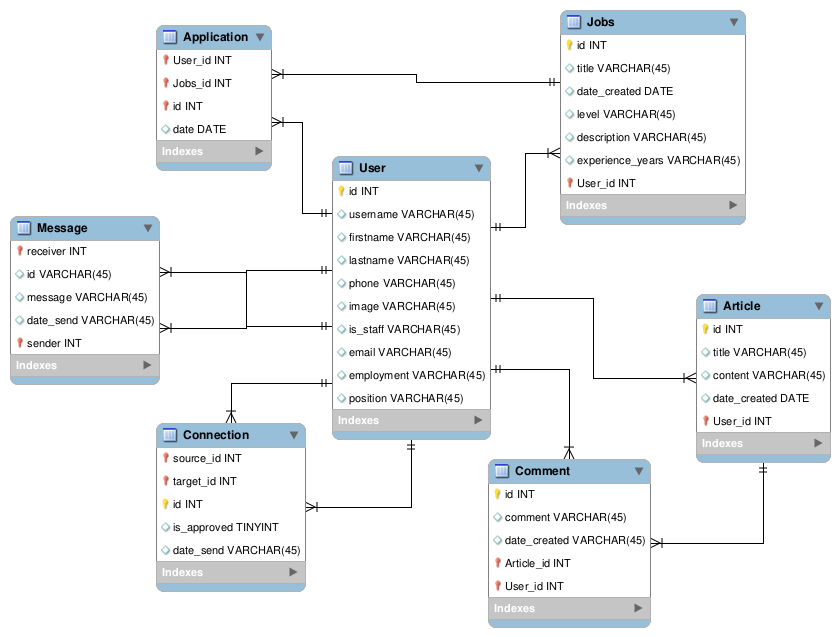 Application
User_id INT
Jobs_id INT
id INT
date DATE
Indexes
Jobs
id INT
title VARCHAR(45)
date_created DATE
level VARCHAR(45)
description VARCHAR(45)
experience_years VARCHAR(45)
User_id INT
Indexes
User
id INT
username VARCHAR(45)
firstname VARCHAR(45)
lastname VARCHAR(45)
phone VARCHAR(45)
image VARCHAR(45)
is_staff VARCHAR(45)
email VARCHAR(45)
employment VARCHAR(45)
position VARCHAR(45)
Indexes
Message
receiver INT
id VARCHAR(45)
message VARCHAR(45)
date_send VARCHAR(45)
sender INT
Indexes
Article
id INT
title VARCHAR(45)
content VARCHAR(45)
date_created DATE
User_id INT
Indexes
Connection
source_id INT
target_id INT
id INT
is_approved TINYINT
date_send VARCHAR(45)
Indexes
Comment
id INT
comment VARCHAR(45)
date_created VARCHAR(45)
Article_id INT
User_id INT
Indexes